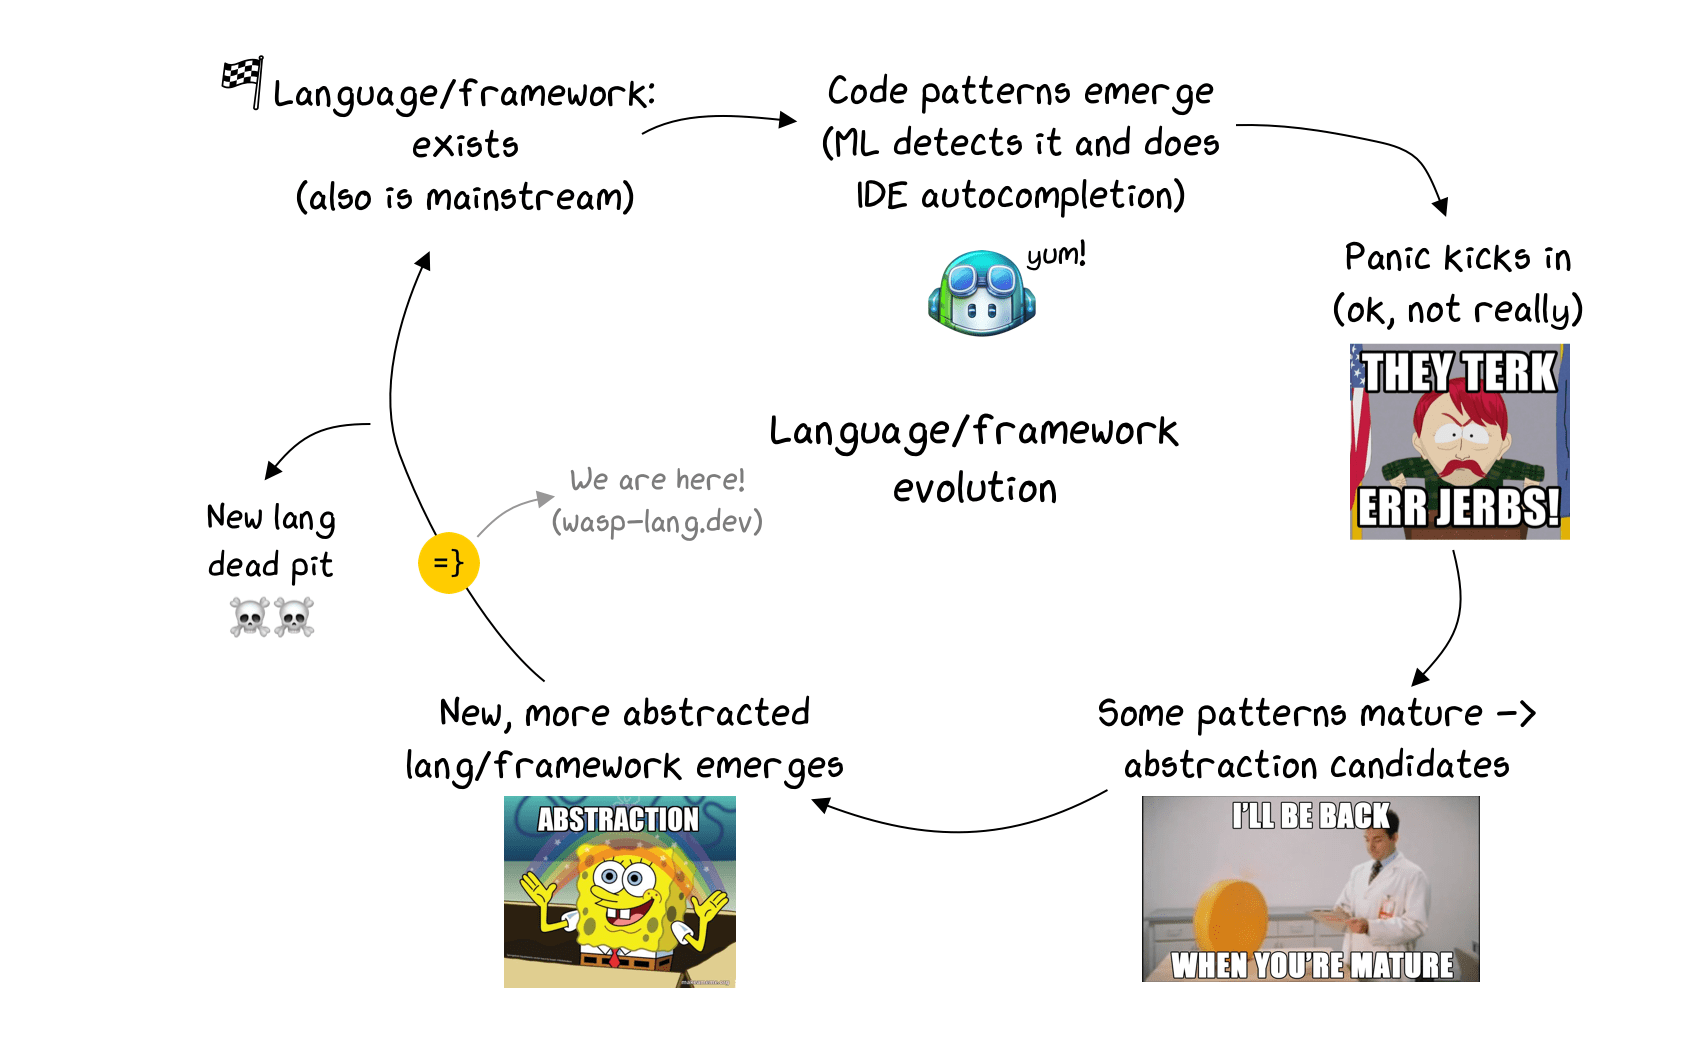 Language/framework:
exists
(also is mainstream)
Code patterns emerge
(ML detects it and does
IDE autocompletion)
yum!
Panic kicks in
(ok, not really)
THEY TERK
ERR JERBS!
Language/framework
evolution
We are here!
(wasp-lang.dev)
=}
New lang
dead pit
Some patterns mature ->
abstraction candidates
I'LL BE BACK
WHEN YOU'RE MATURE
New, more abstracted
lang/framework emerges
ABSTRACTION